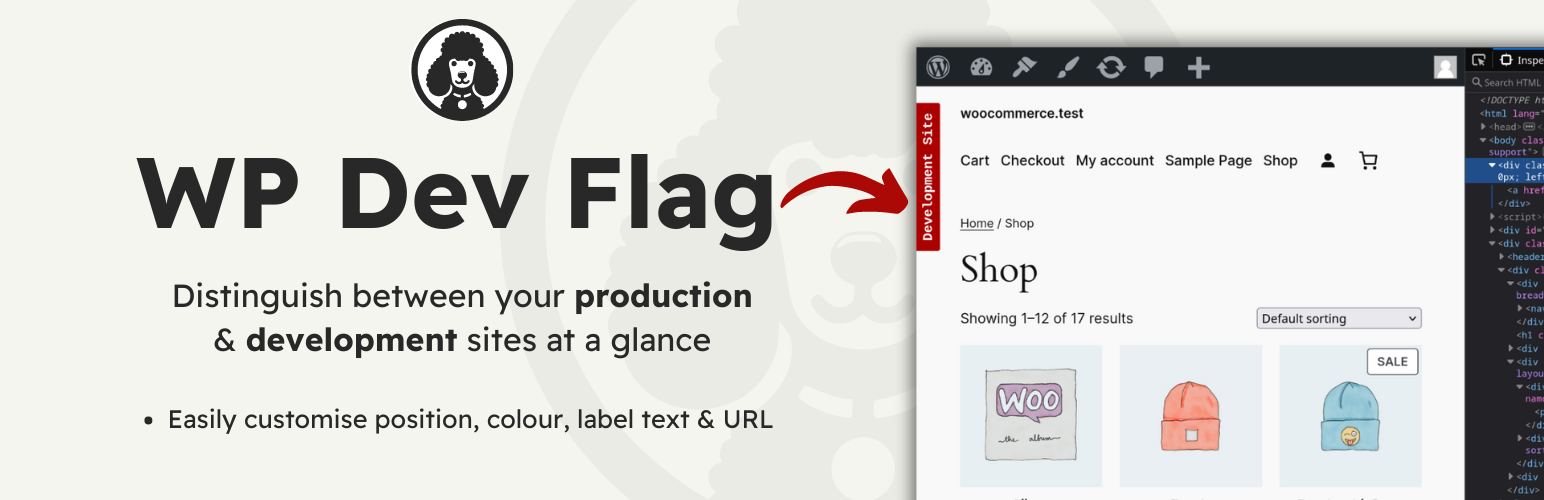 WP Dev Flag
Distinguish between your production
& development sites at a glance
• Easily customise position, colour, label text & URL
Development Site
woocommerce.test
Cart Checkout My account Sample Page Shop
Home / Shop
Shop
Showing 1–12 of 17 results
Default sorting
SALE
WOO
the album
Inspe
Search HTML
<!DOCTYPE ht
<html lang="
<head>
<body clas
support">
<div clas
0px; left
<a href
</div>
<script>
<div id="
<div clas
<header
<div cl
<div
bread
<nav
</div
<h1 c
<div
<div
layou
<div
name
<p
</di
<div
sort
</div
<div
</div>